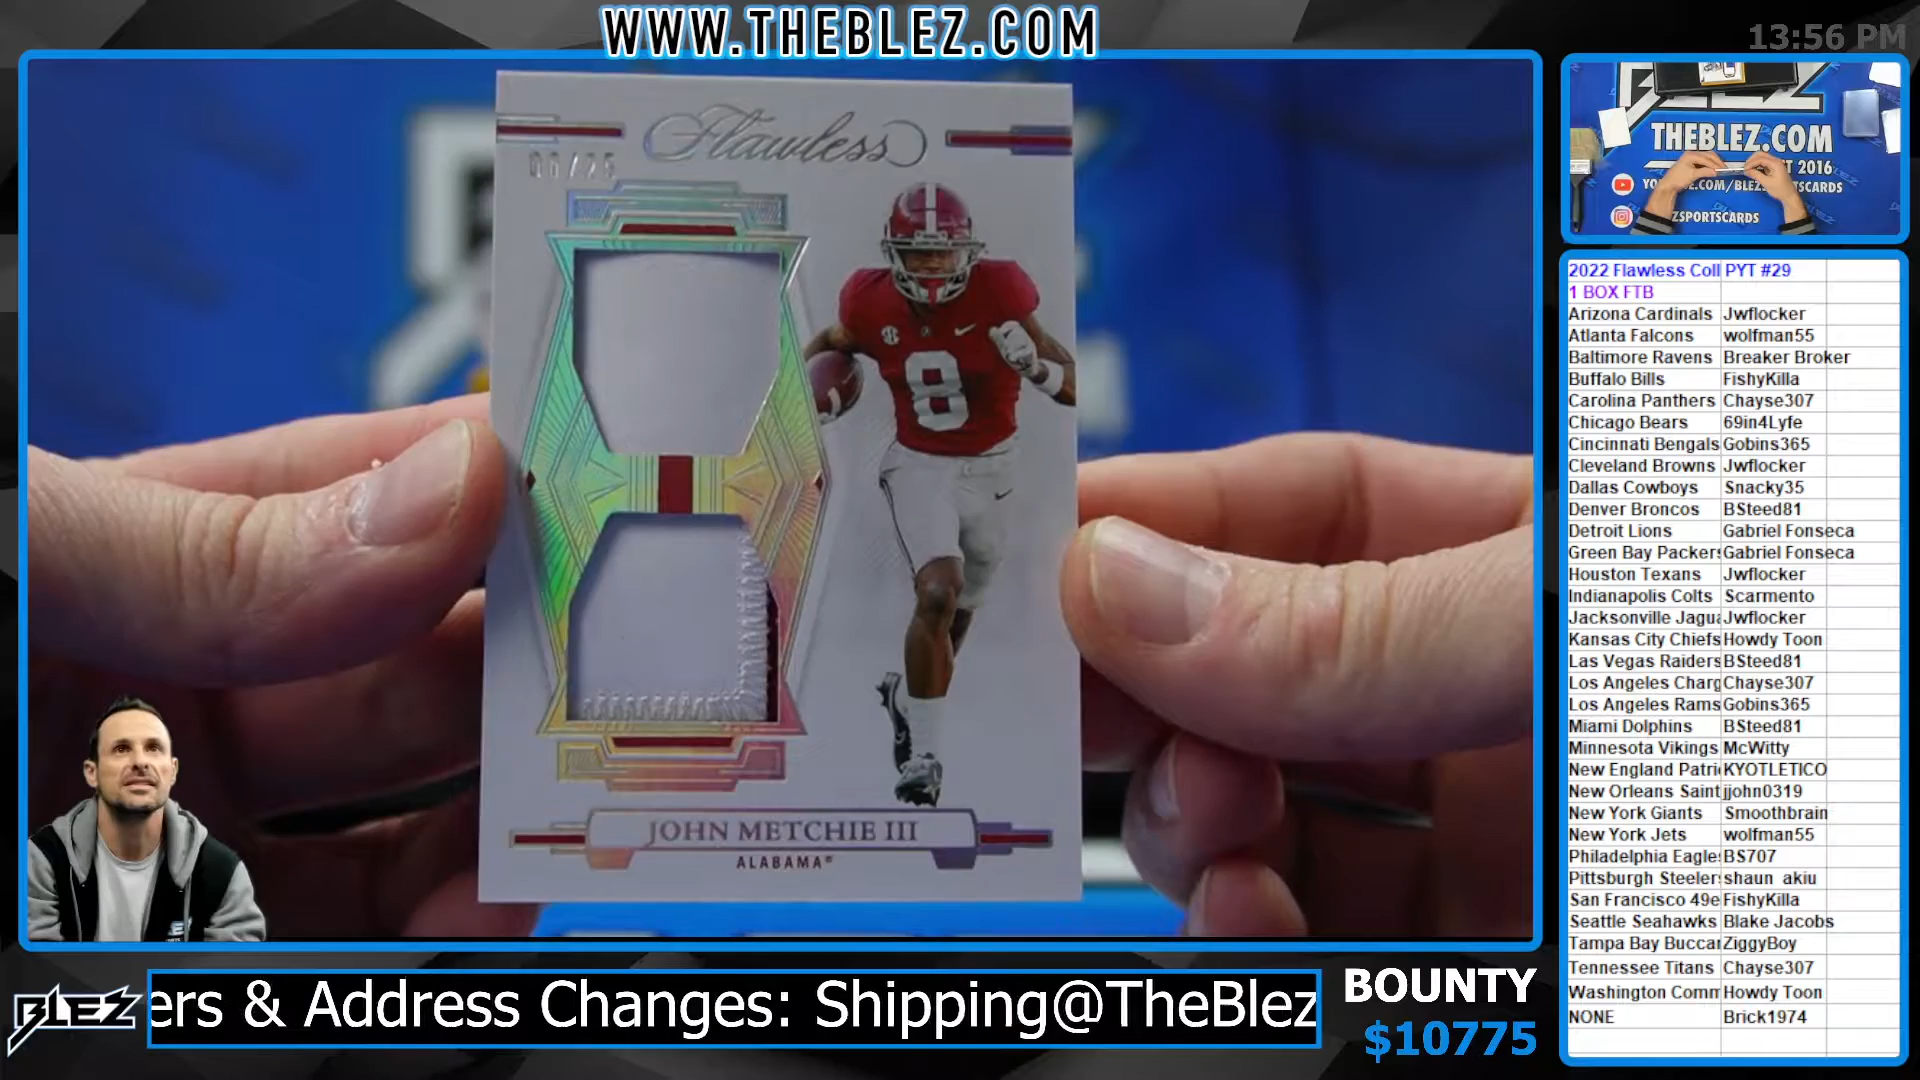 WWW.THEBLEZ.COM
13:56 PM
Flawless
06/25
8
JOHN METCHIE III
ALABAMA
THEBLEZ.COM
T 2016
ZSPORTSCARDS
2022 Flawless Coll PYT #29
1 BOX FTB
Arizona Cardinals Jwflocker
Atlanta Falcons wolfman55
Baltimore Ravens Breaker Broker
Buffalo Bills FishyKilla
Carolina Panthers Chayse307
Chicago Bears 69in4Lyfe
Cincinnati Bengals Gobins365
Cleveland Browns Jwflocker
Dallas Cowboys Snacky35
Denver Broncos BSteed81
Detroit Lions Gabriel Fonseca
Green Bay Packers Gabriel Fonseca
Houston Texans Jwflocker
Indianapolis Colts Scarmento
Jacksonville Jagua Jwflocker
Kansas City Chiefs Howdy Toon
Las Vegas Raiders BSteed81
Los Angeles Charg Chayse307
Los Angeles Rams Gobins365
Miami Dolphins BSteed81
Minnesota Vikings McWitty
New England Patri KYOTLETICO
New Orleans Saint jjohn0319
New York Giants Smoothbrain
New York Jets wolfman55
Philadelphia Eagles BS707
Pittsburgh Steelers shaun akiu
San Francisco 49e FishyKilla
Seattle Seahawks Blake Jacobs
Tampa Bay Buccar ZiggyBoy
Tennessee Titans Chayse307
Washington Comm Howdy Toon
NONE Brick1974
BLEZ
ers & Address Changes: Shipping@TheBlez
BOUNTY
$10775